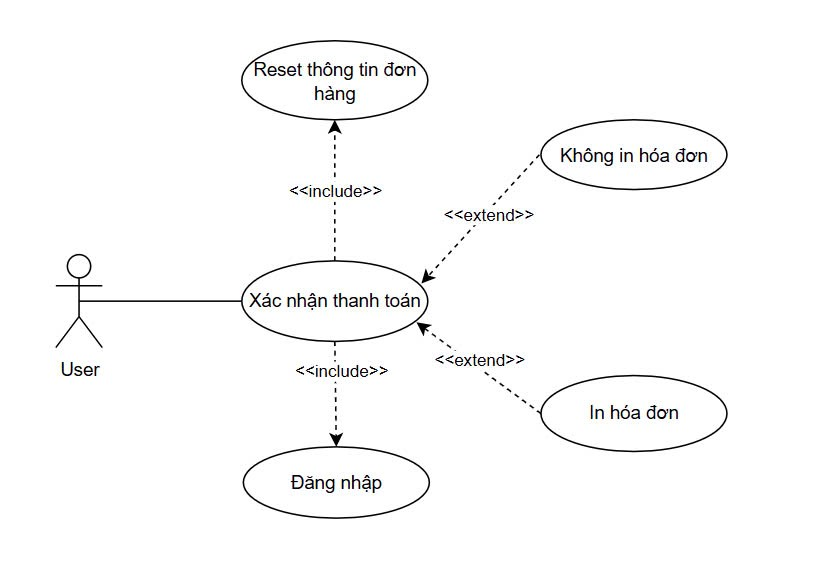 Reset thông tin đơn
hàng
Không in hóa đơn
<<include>>
<<extend>>
Xác nhận thanh toán
User
<<include>>
<<extend>>
In hóa đơn
Đăng nhập